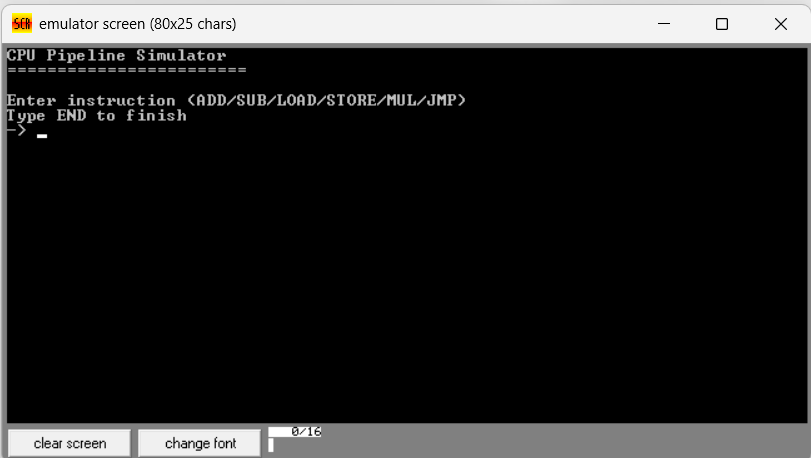 SCR emulator screen (80x25 chars)
CPU Pipeline Simulator
========================
Enter instruction (ADD/SUB/LOAD/STORE/MUL/JMP)
Type END to finish
-> _
clear screen change font 0/16